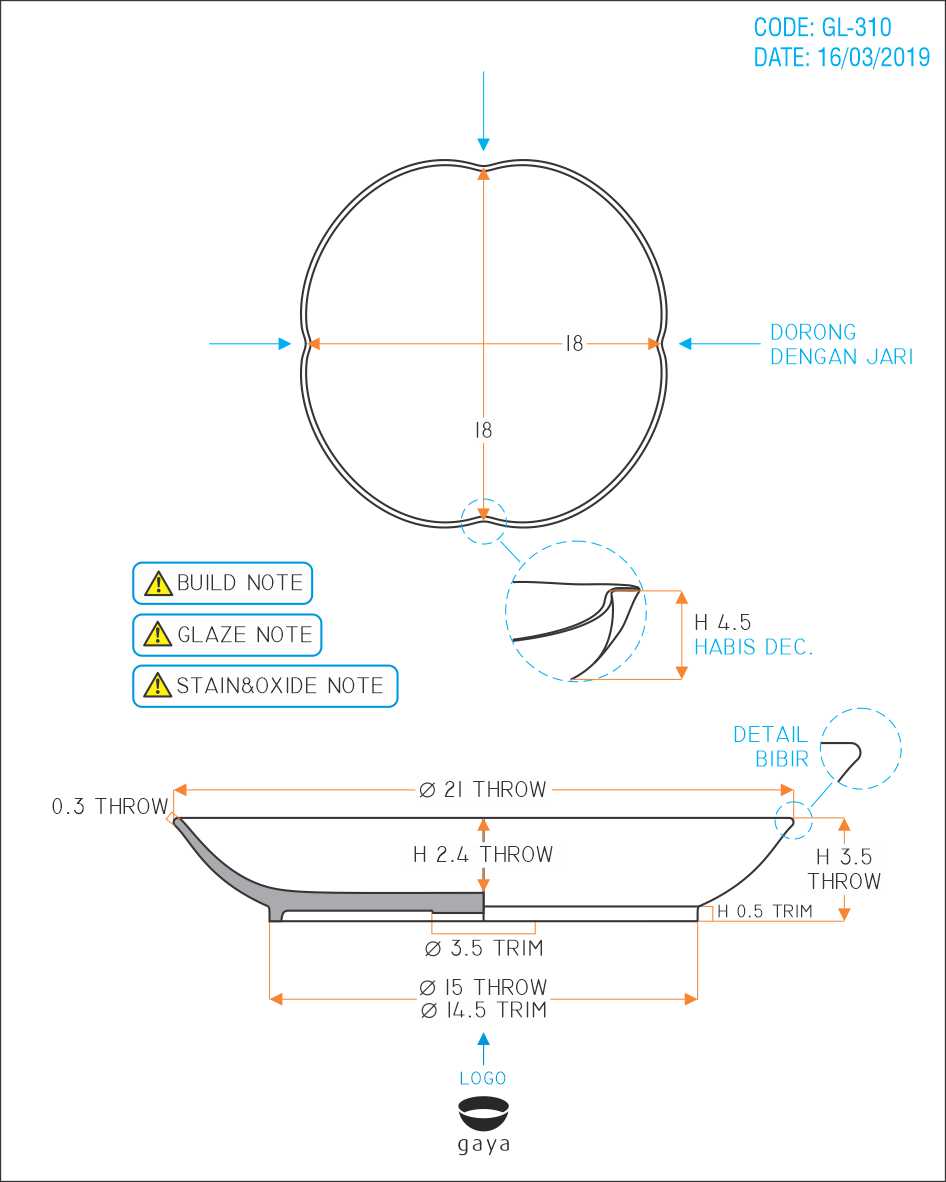 CODE: GL-310
DATE: 16/03/2019
18
DORONG
DENGAN JARI
18
BUILD NOTE
GLAZE NOTE
STAIN&OXIDE NOTE
H 4.5
HABIS DEC.
DETAIL
BIBIR
Ø 21 THROW
0.3 THROW
H 2.4 THROW
H 3.5
THROW
H 0.5 TRIM
Ø 3.5 TRIM
Ø 15 THROW
Ø 14.5 TRIM
LOGO
gaya